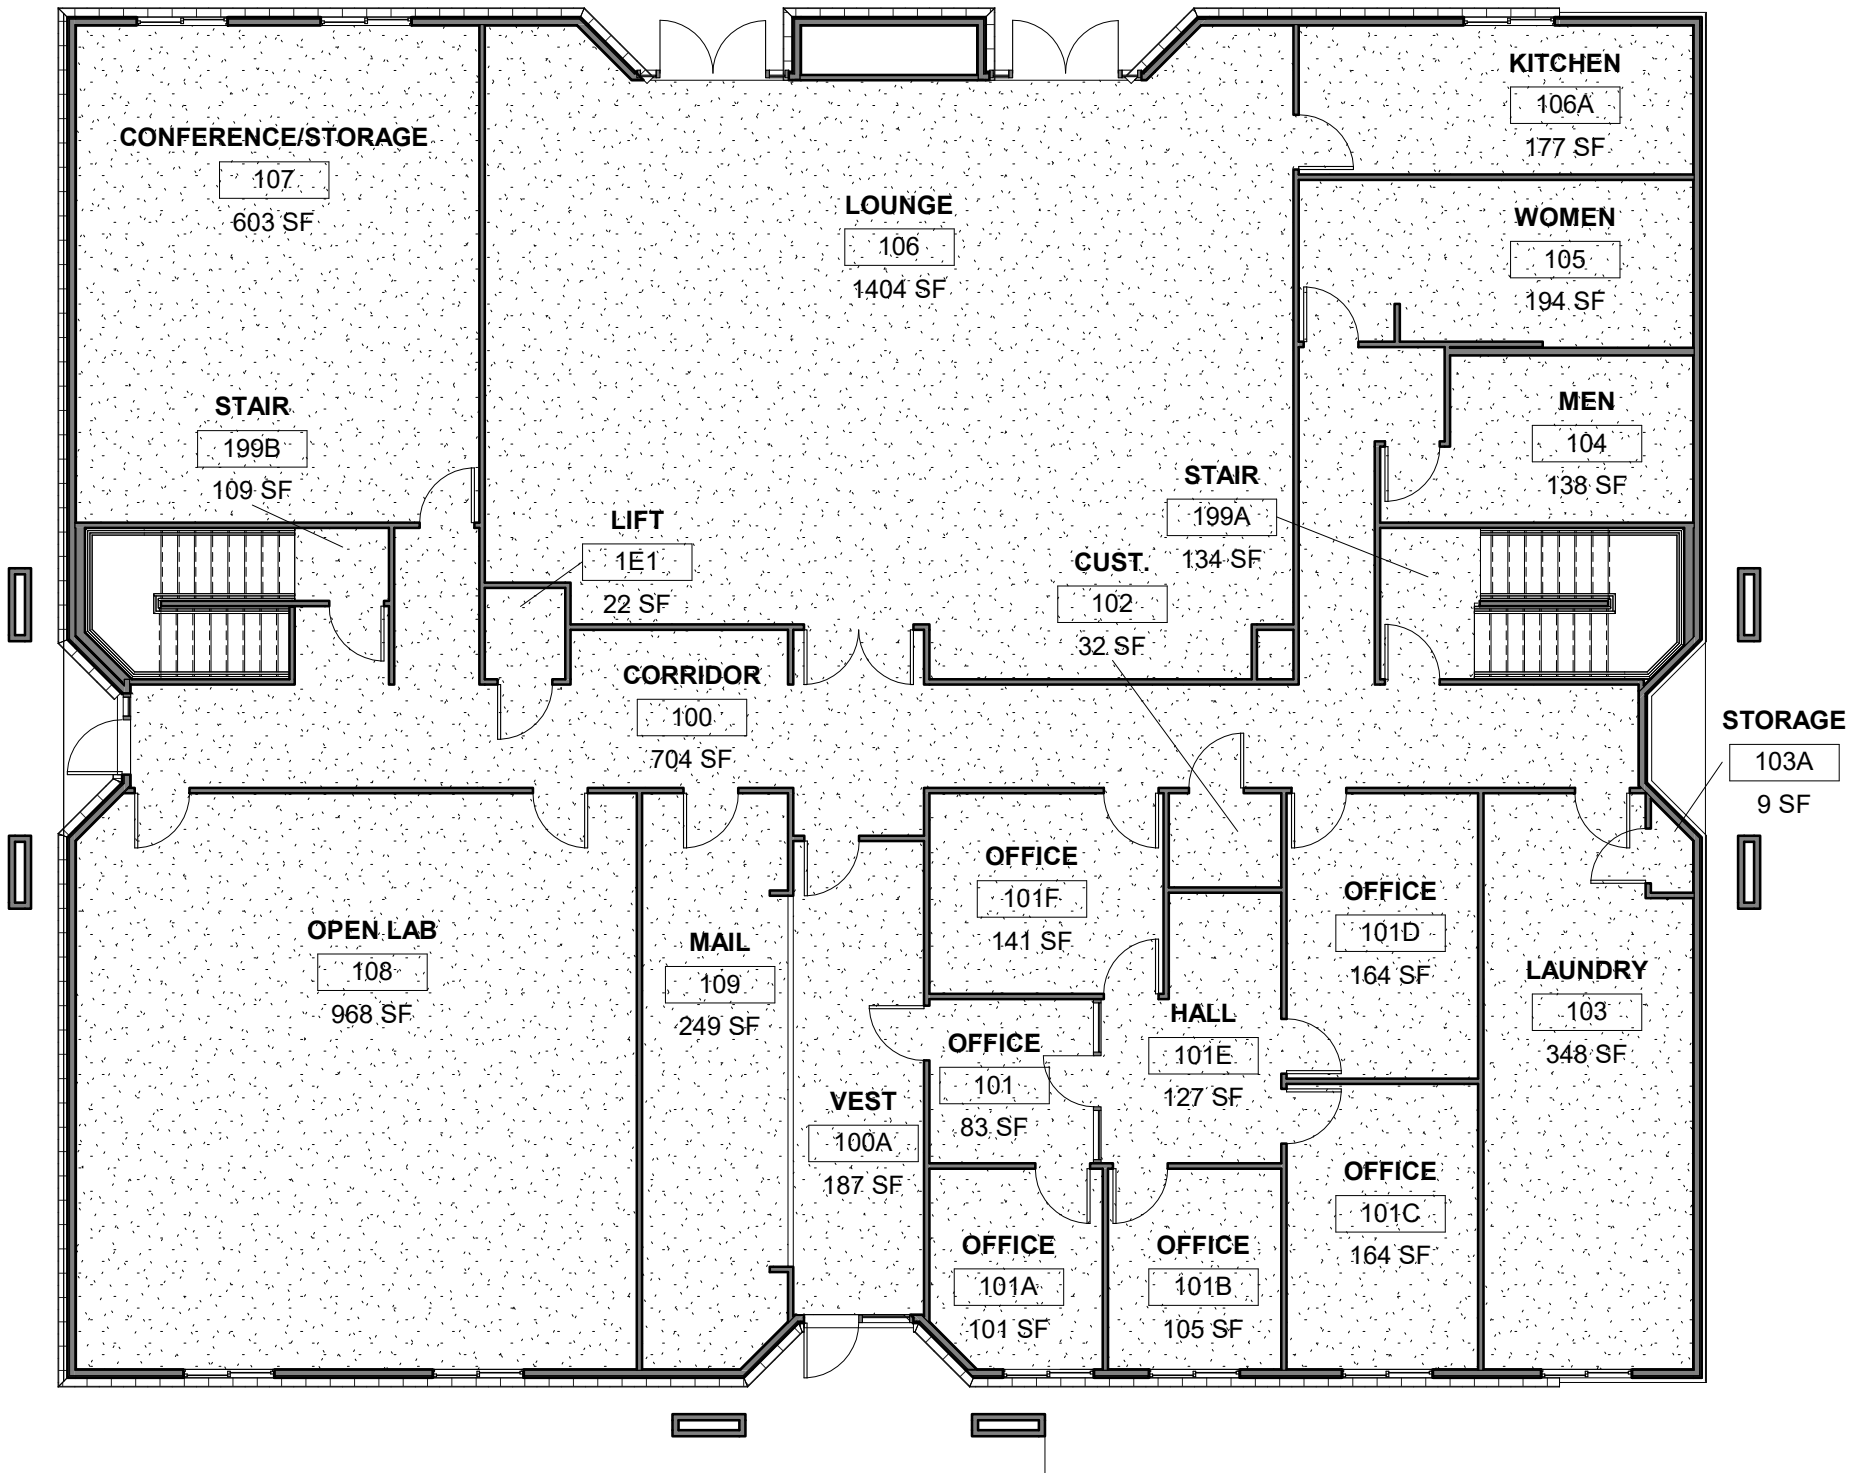 KITCHEN
106A
177 SF
CONFERENCE/STORAGE
107
603 SF
LOUNGE
106
1404 SF
WOMEN
105
194 SF
STAIR
199B
109 SF
MEN
104
138 SF
STAIR
199A
134 SF
LIFT
1E1
22 SF
CUST.
102
32 SF
CORRIDOR
100
704 SF
STORAGE
103A
9 SF
OFFICE
101F
141 SF
OFFICE
101D
164 SF
OPEN LAB
108
968 SF
MAIL
109
249 SF
LAUNDRY
103
348 SF
HALL
101E
127 SF
OFFICE
101
83 SF
VEST
100A
187 SF
OFFICE
101C
164 SF
OFFICE
101A
101 SF
OFFICE
101B
105 SF